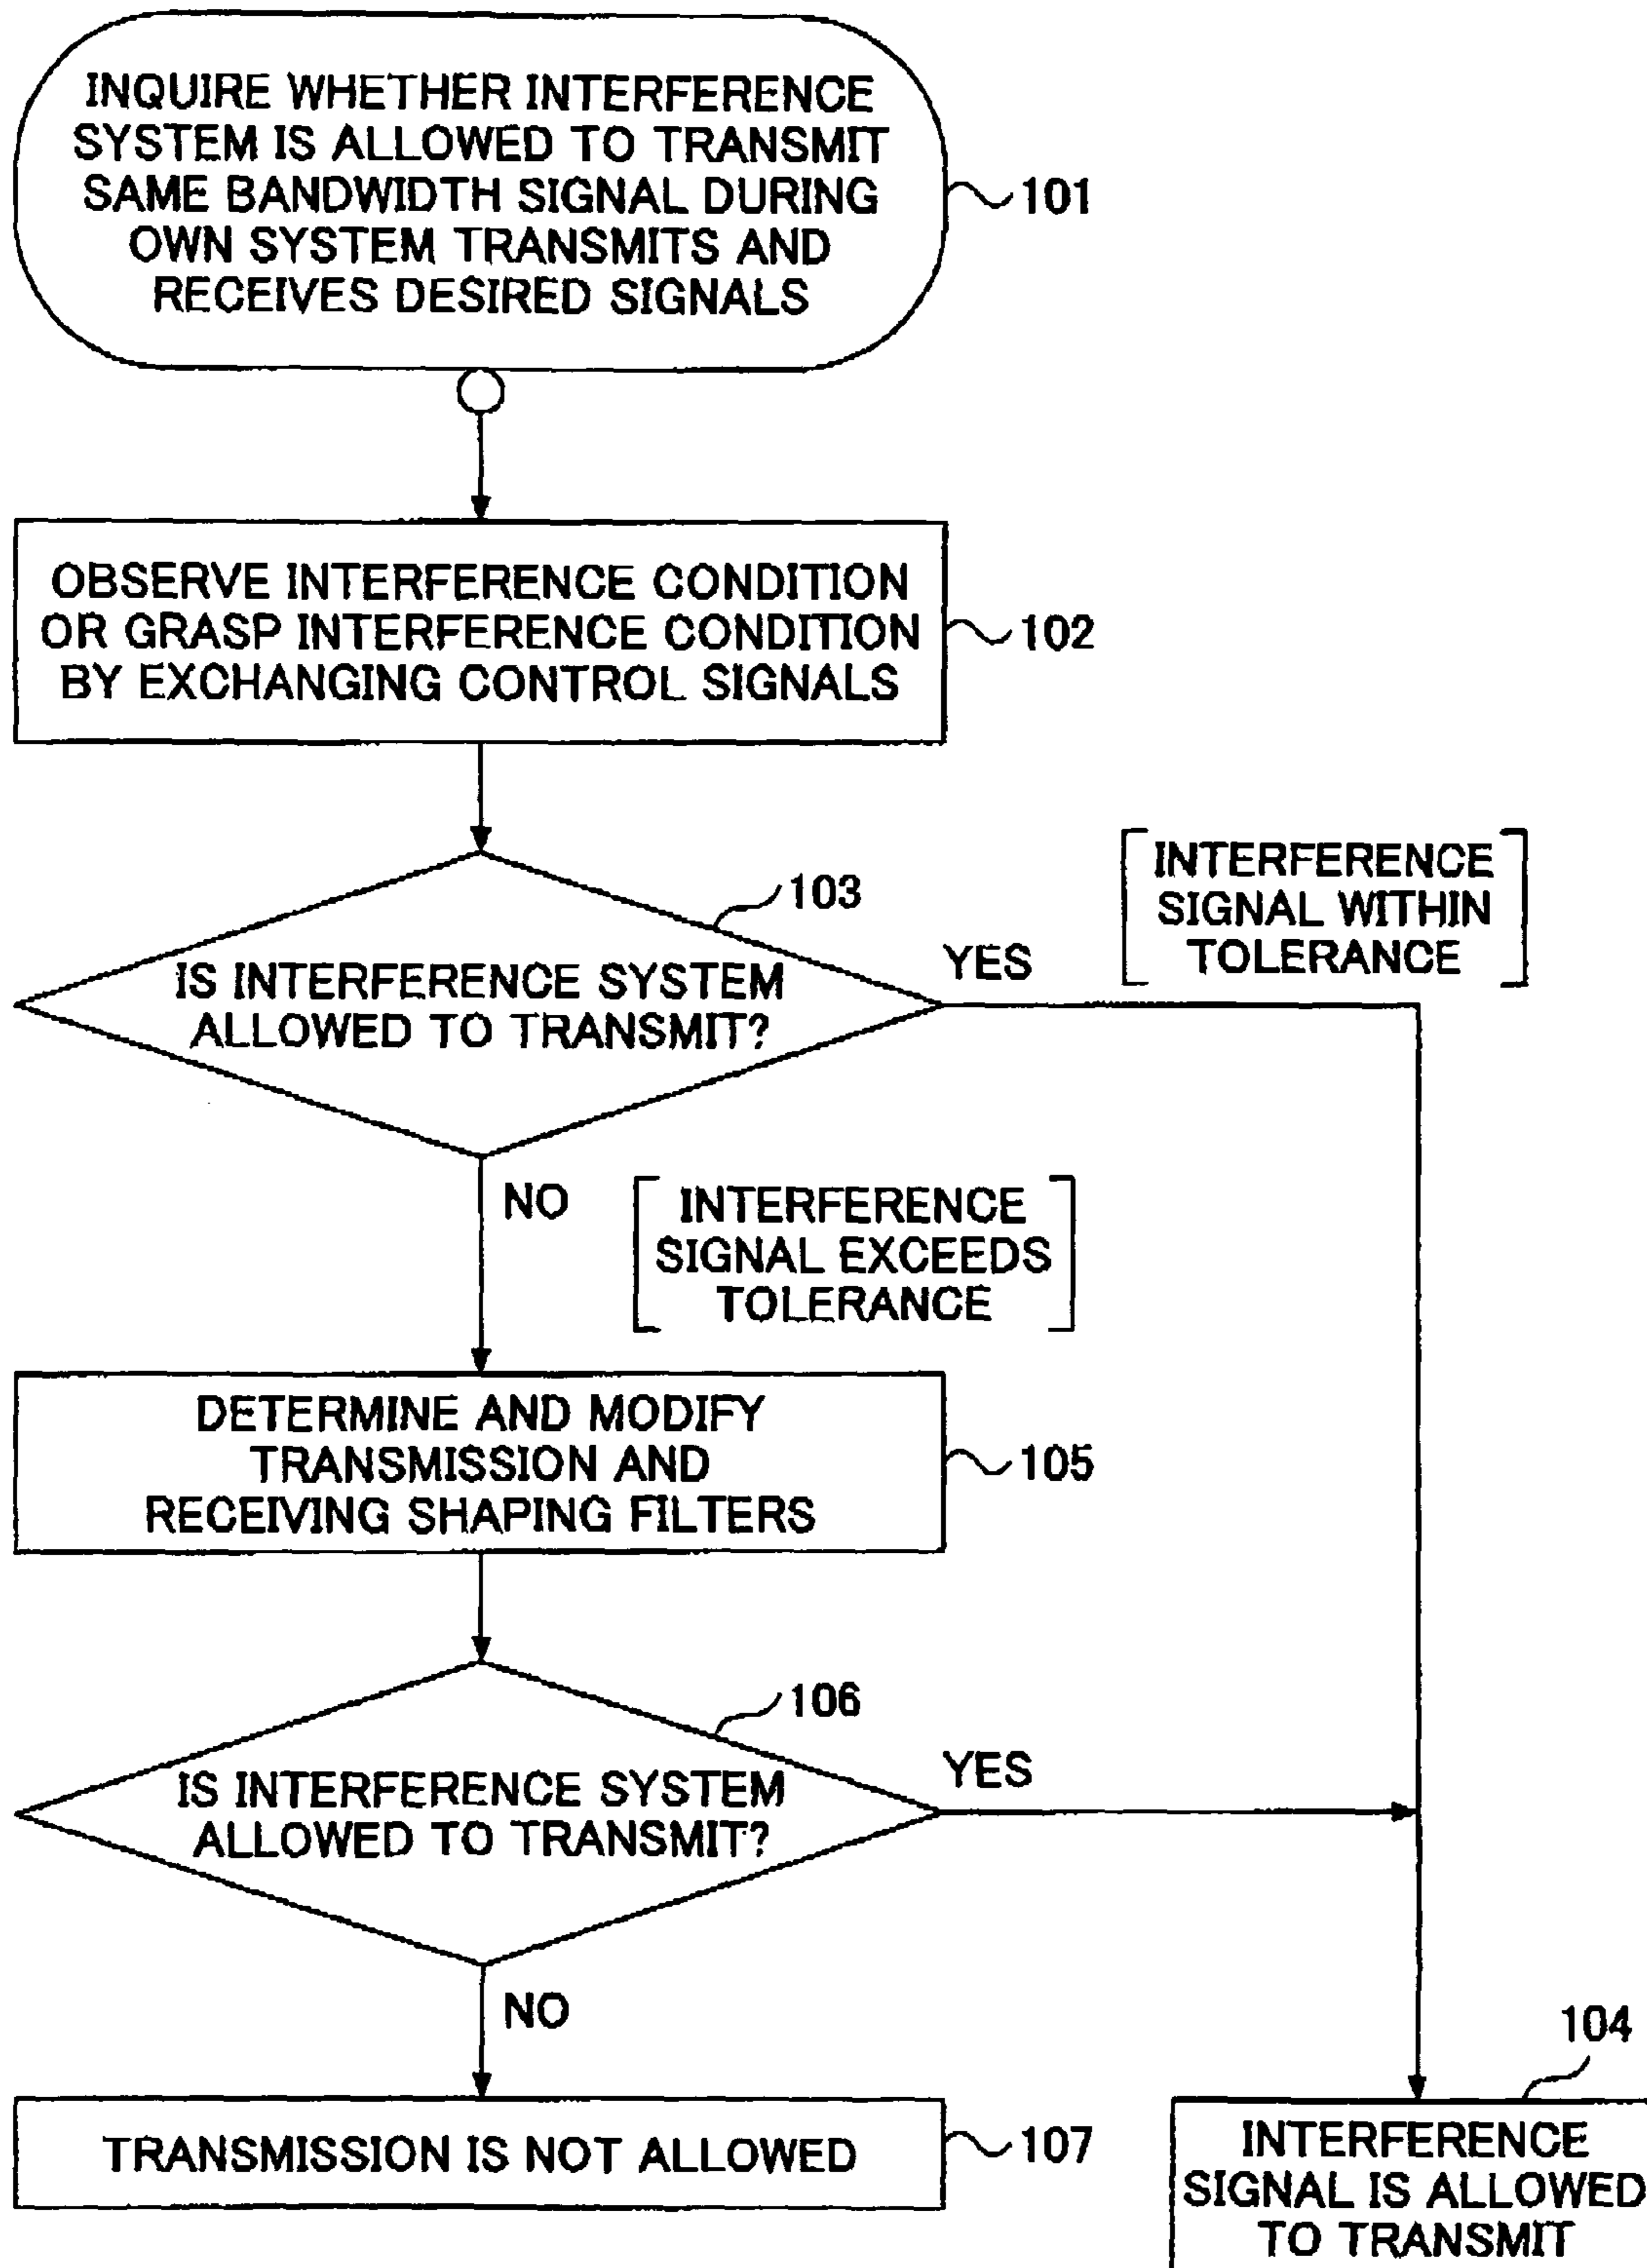 INQUIRE WHETHER INTERFERENCE
SYSTEM IS ALLOWED TO TRANSMIT
SAME BANDWIDTH SIGNAL DURING
OWN SYSTEM TRANSMITS AND
RECEIVES DESIRED SIGNALS
101
OBSERVE INTERFERENCE CONDITION
OR GRASP INTERFERENCE CONDITION
BY EXCHANGING CONTROL SIGNALS
102
103
IS INTERFERENCE SYSTEM
ALLOWED TO TRANSMIT?
YES
INTERFERENCE
SIGNAL WITHIN
TOLERANCE
NO
INTERFERENCE
SIGNAL EXCEEDS
TOLERANCE
DETERMINE AND MODIFY
TRANSMISSION AND
RECEIVING SHAPING FILTERS
105
106
IS INTERFERENCE SYSTEM
ALLOWED TO TRANSMIT?
YES
NO
TRANSMISSION IS NOT ALLOWED
107
104
INTERFERENCE
SIGNAL IS ALLOWED
TO TRANSMIT